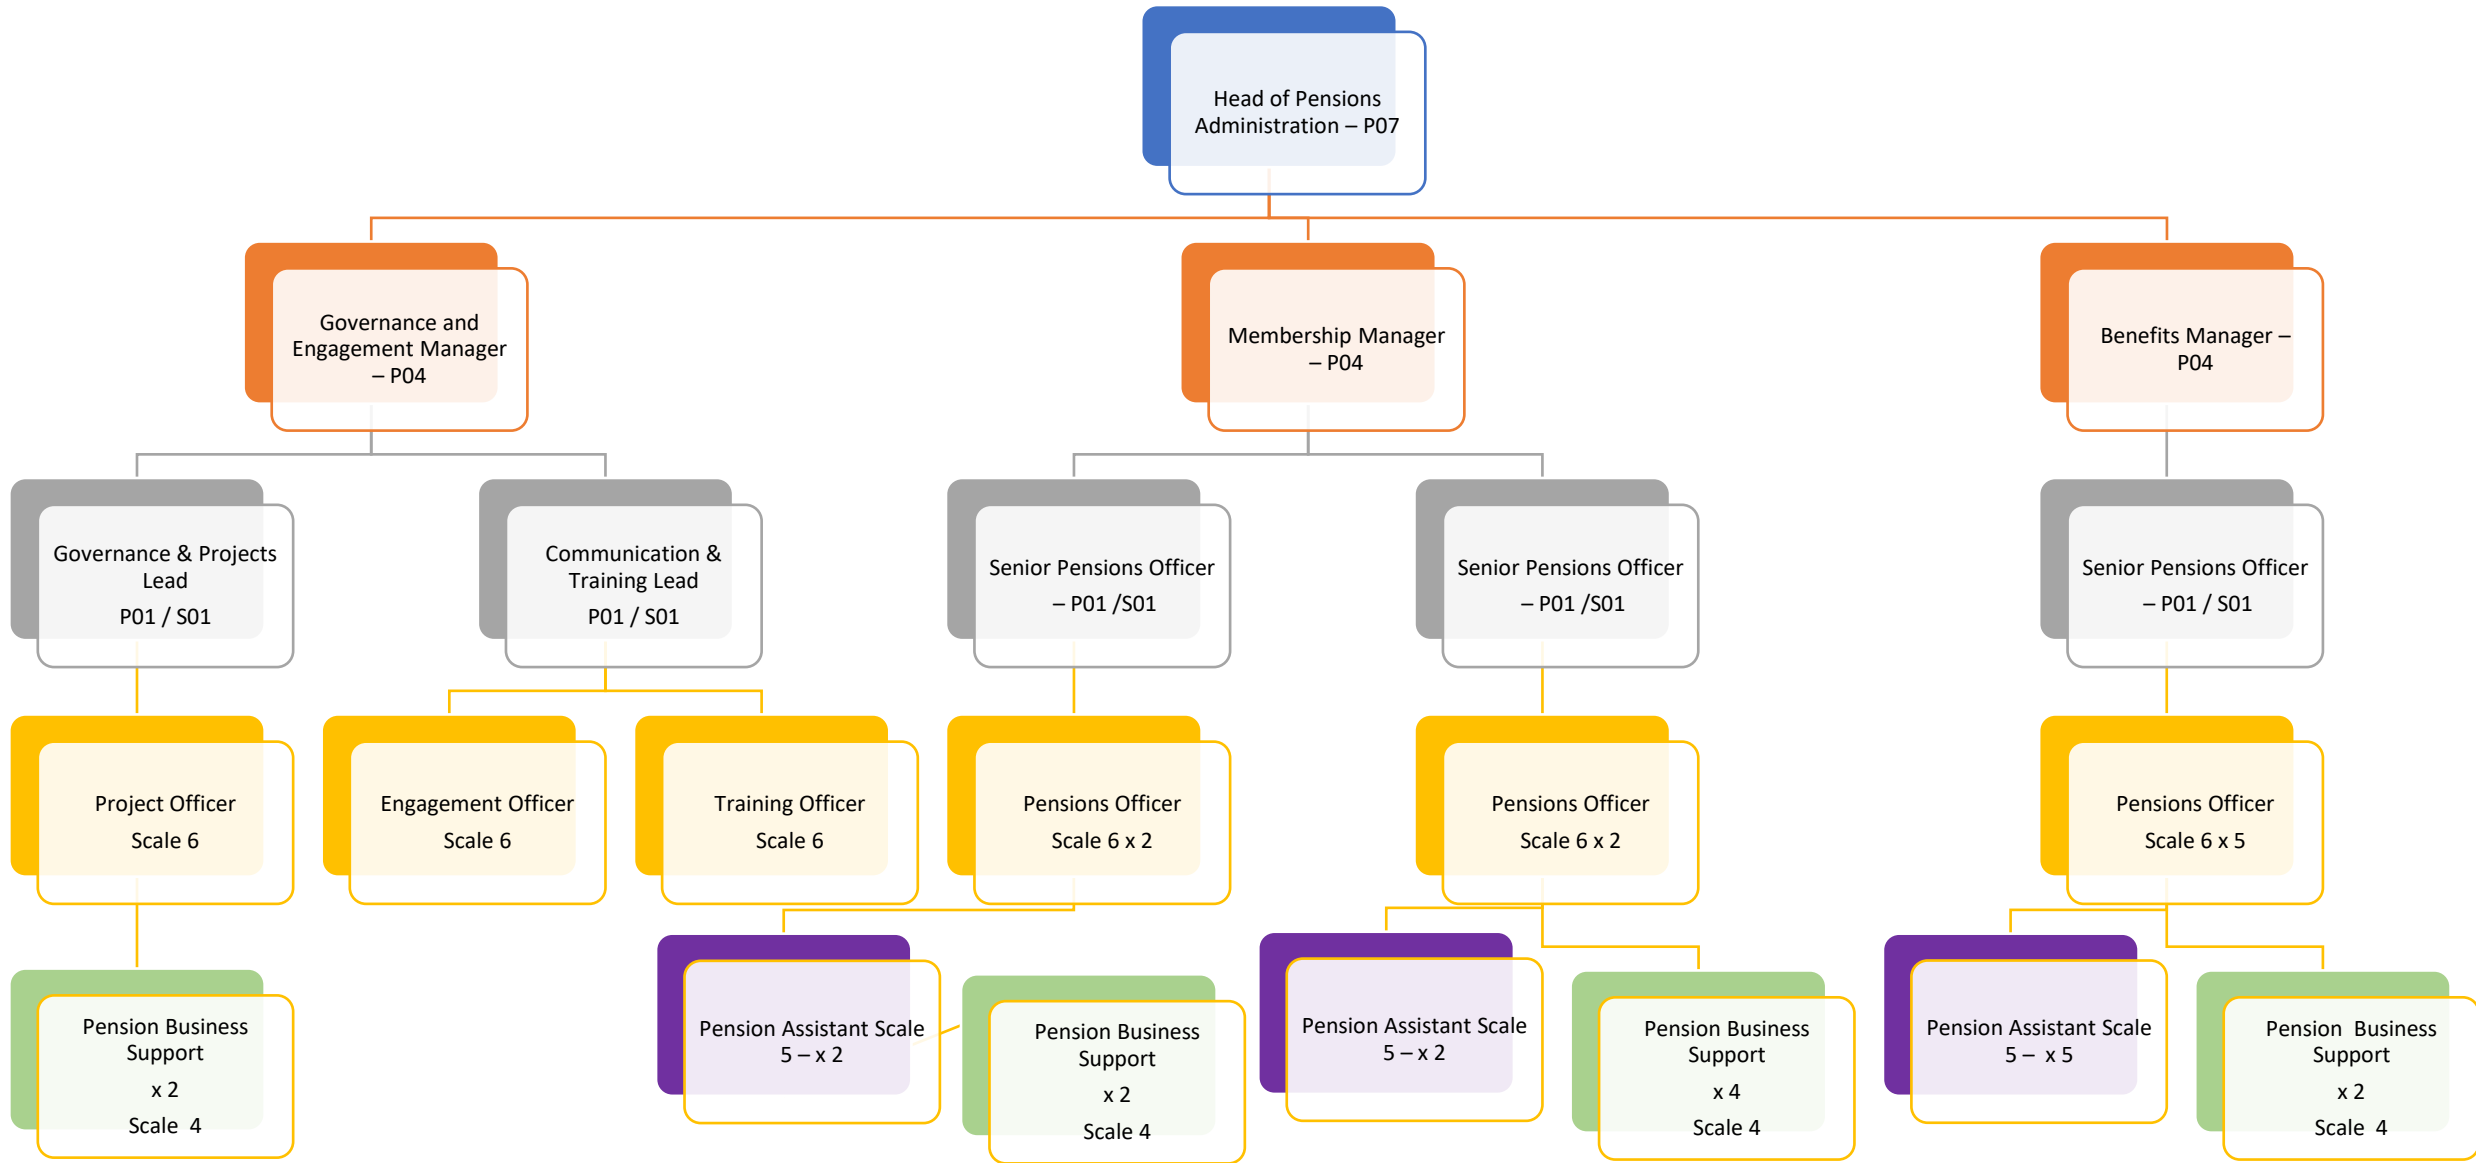 Head of Pensions
Administration – P07
Governance and
Engagement Manager
– P04
Membership Manager
– P04
Benefits Manager –
P04
Governance & Projects
Lead
P01 / S01
Communication &
Training Lead
P01 / S01
Senior Pensions Officer
– P01 /S01
Senior Pensions Officer
– P01 /S01
Senior Pensions Officer
– P01 / S01
Project Officer
Scale 6
Engagement Officer
Scale 6
Training Officer
Scale 6
Pensions Officer
Scale 6 x 2
Pensions Officer
Scale 6 x 2
Pensions Officer
Scale 6 x 5
Pension Business
Support
x 2
Scale  4
Pension Assistant Scale
5 – x 2
Pension Business
Support
x 2
Scale 4
Pension Assistant Scale
5 – x 2
Pension Business
Support
x 4
Scale 4
Pension Assistant Scale
5 –  x 5
Pension  Business
Support
x 2
Scale  4